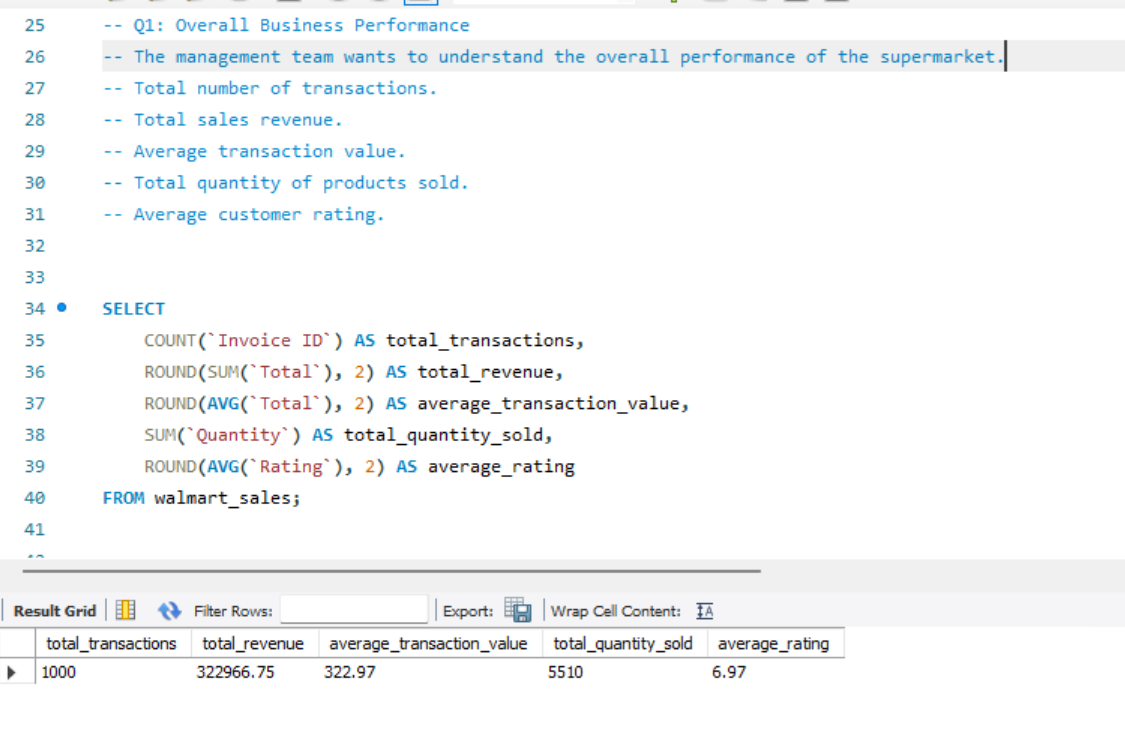 25 -- Q1: Overall Business Performance
26 -- The management team wants to understand the overall performance of the supermarket.
27 -- Total number of transactions.
28 -- Total sales revenue.
29 -- Average transaction value.
30 -- Total quantity of products sold.
31 -- Average customer rating.
32
33
34 SELECT
35 COUNT(`Invoice ID`) AS total_transactions,
36 ROUND(SUM(`Total`), 2) AS total_revenue,
37 ROUND(AVG(`Total`), 2) AS average_transaction_value,
38 SUM(`Quantity`) AS total_quantity_sold,
39 ROUND(AVG(`Rating`), 2) AS average_rating
40 FROM walmart_sales;
41
Result Grid Filter Rows: Export: Wrap Cell Content: IA
total_transactions total_revenue average_transaction_value total_quantity_sold average_rating
1000 322966.75 322.97 5510 6.97